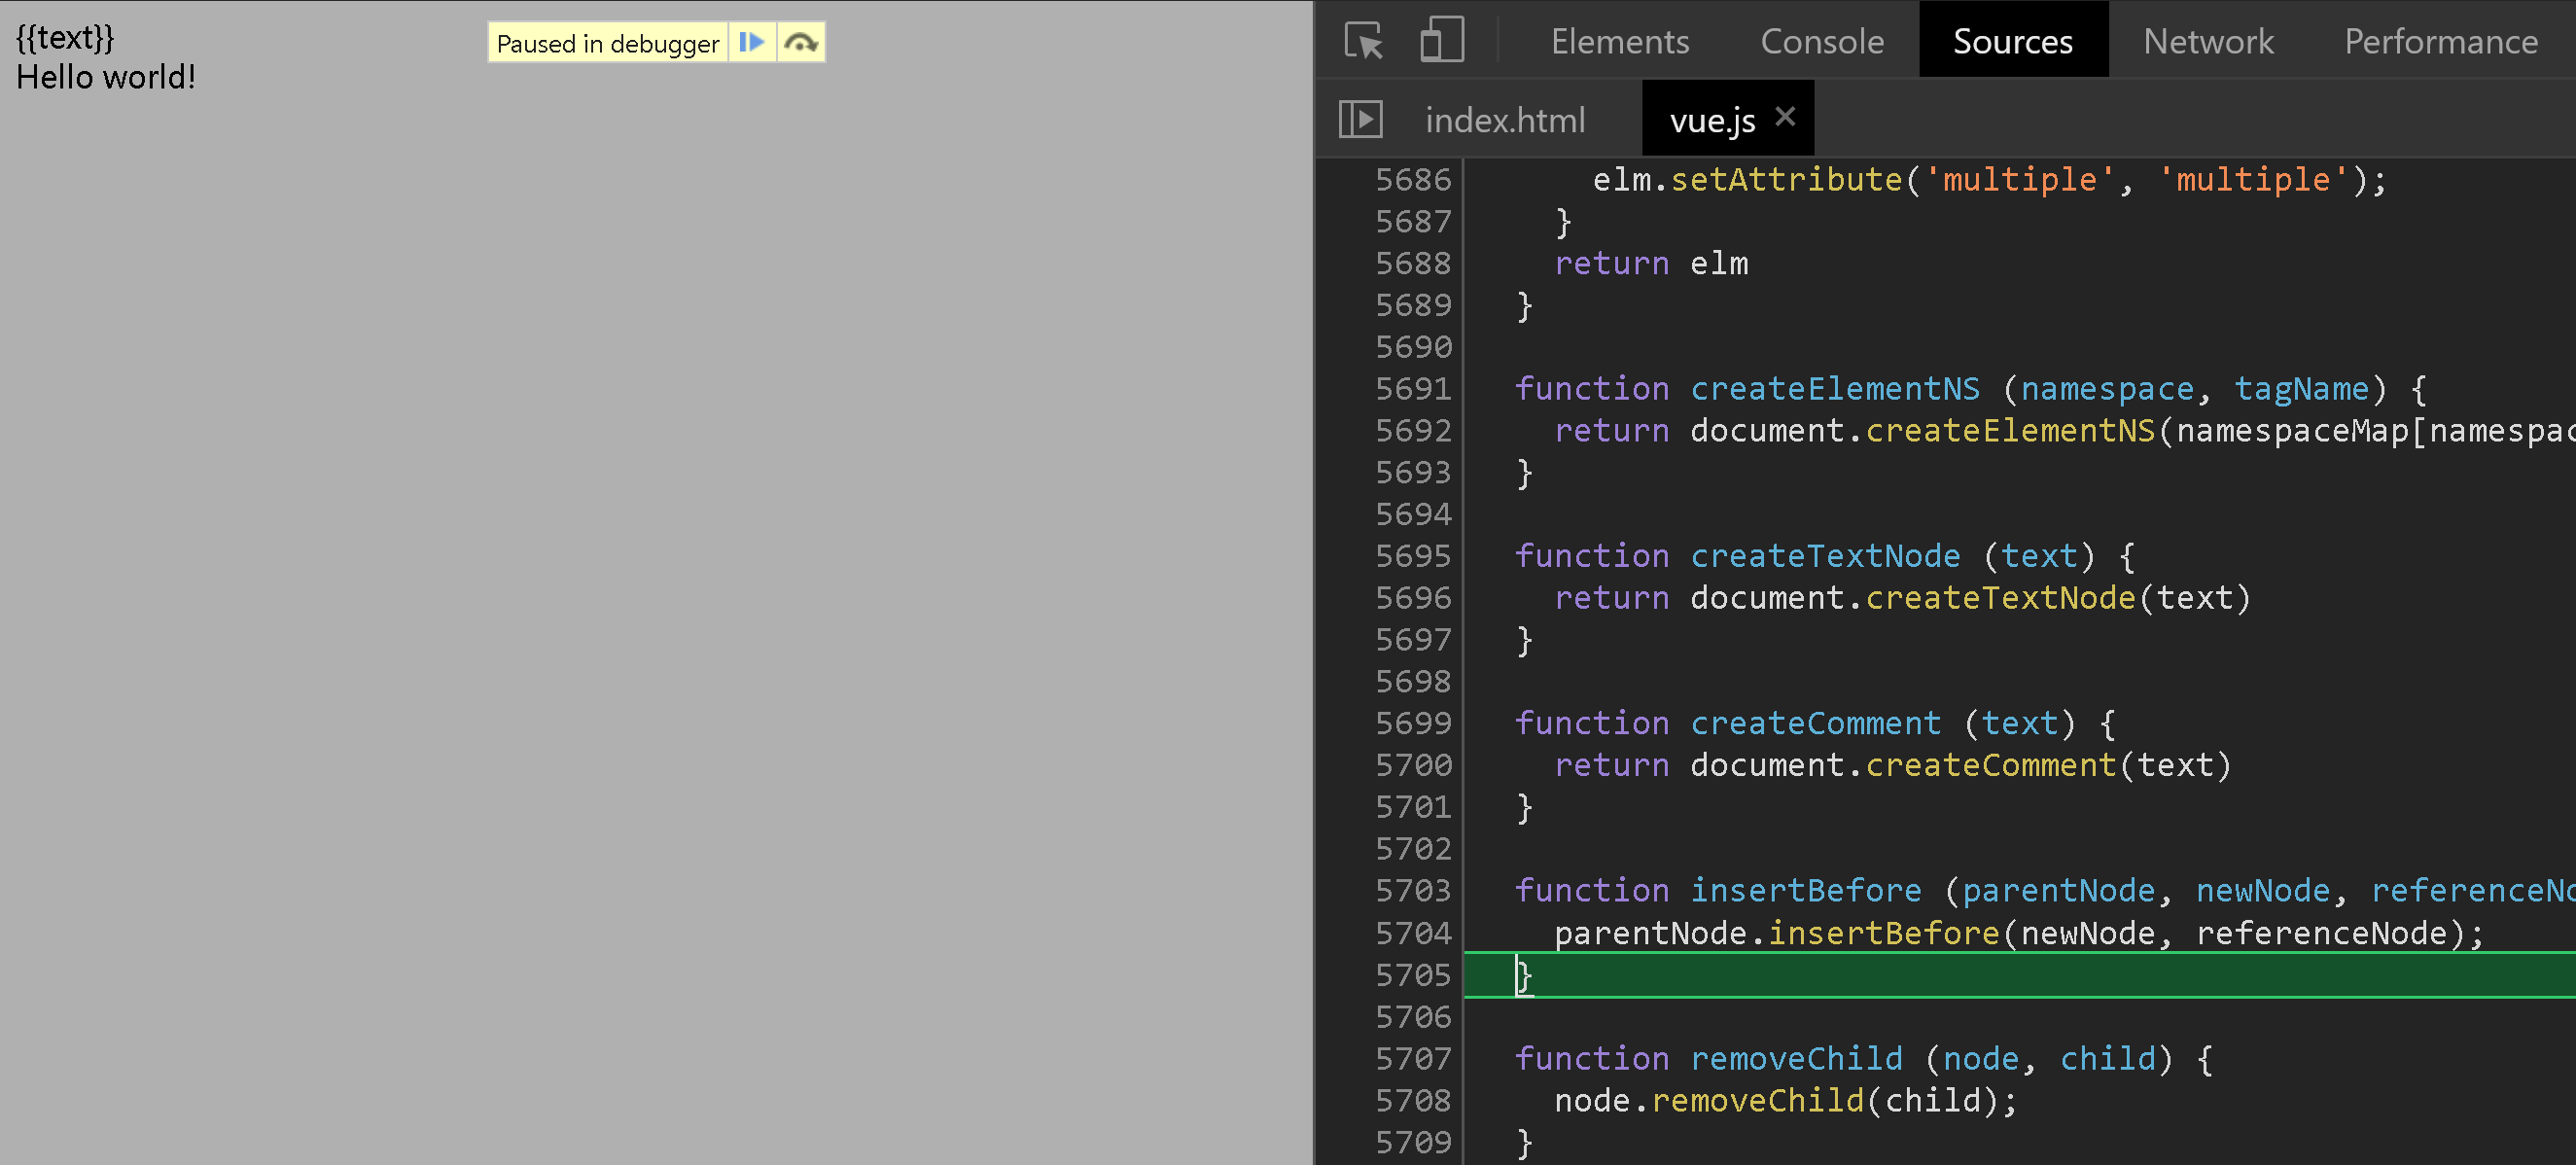 {{text}}
Hello world!
Paused in debugger
Elements Console Sources Network Performance
index.html vue.js ×
5686 elm.setAttribute('multiple', 'multiple');
5687 }
5688 return elm
5689 }
5690
5691 function createElementNS (namespace, tagName) {
5692 return document.createElementNS(namespaceMap[namespac
5693 }
5694
5695 function createTextNode (text) {
5696 return document.createTextNode(text)
5697 }
5698
5699 function createComment (text) {
5700 return document.createComment(text)
5701 }
5702
5703 function insertBefore (parentNode, newNode, referenceNo
5704 parentNode.insertBefore(newNode, referenceNode);
5705 }
5706
5707 function removeChild (node, child) {
5708 node.removeChild(child);
5709 }